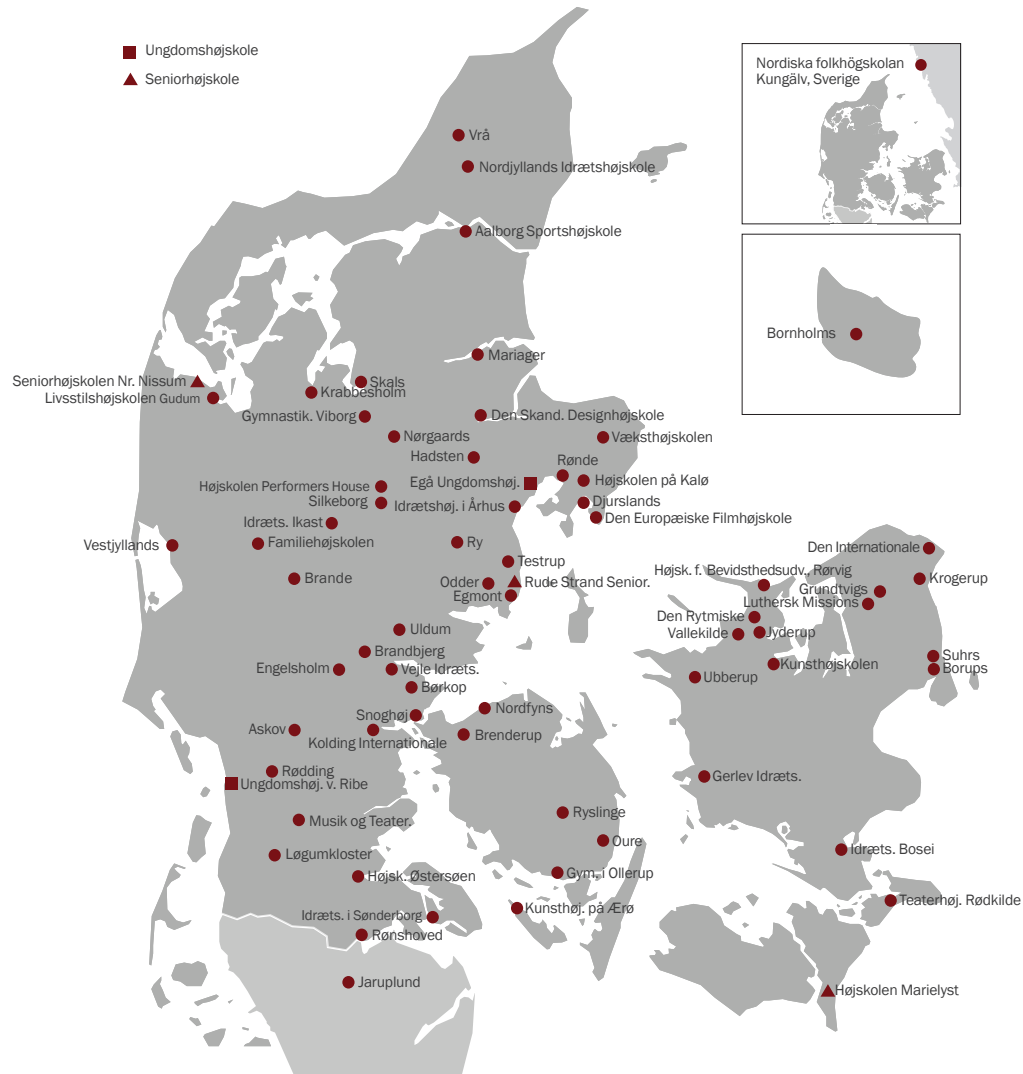 Ungdomshøjskole
Seniorhøjskole
Nordiska folkhögskolan
Kungälv, Sverige
Bornholms
Vrå
Nordjyllands Idrætshøjskole
Aalborg Sportshøjskole
Mariager
Seniorhøjskolen Nr. Nissum
Livsstilshøjskolen Gudum
Skals
Krabbesholm
Gymnastik. Viborg
Den Skand. Designhøjskole
Nørgaards
Væksthøjskolen
Hadsten
Rønde
Egå Ungdomshøj.
Højskolen på Kalø
Højskolen Performers House
Silkeborg
Idrætshøj. i Århus
Djurslands
Den Europæiske Filmhøjskole
Idræts. Ikast
Vestjyllands
Familiehøjskolen
Ry
Testrup
Brande
Odder
Rude Strand Senior.
Egmont
Uldum
Brandbjerg
Engelsholm
Vejle Idræts.
Børkop
Snoghøj
Nordfyns
Askov
Kolding Internationale
Brenderup
Rødding
Ungdomshøj. v. Ribe
Musik og Teater.
Ryslinge
Oure
Løgumkloster
Højsk. Østersøen
Gym. i Ollerup
Idræts. i Sønderborg
Kunsthøj. på Ærø
Rønshoved
Jaruplund
Den Internationale
Højsk. f. Bevidsthedsudv., Rørvig
Krogerup
Grundtvigs
Luthersk Missions
Den Rytmiske
Vallekilde
Jyderup
Suhrs
Kunsthøjskolen
Borups
Ubberup
Gerlev Idræts.
Idræts. Bosei
Teaterhøj. Rødkilde
Højskolen Marielyst